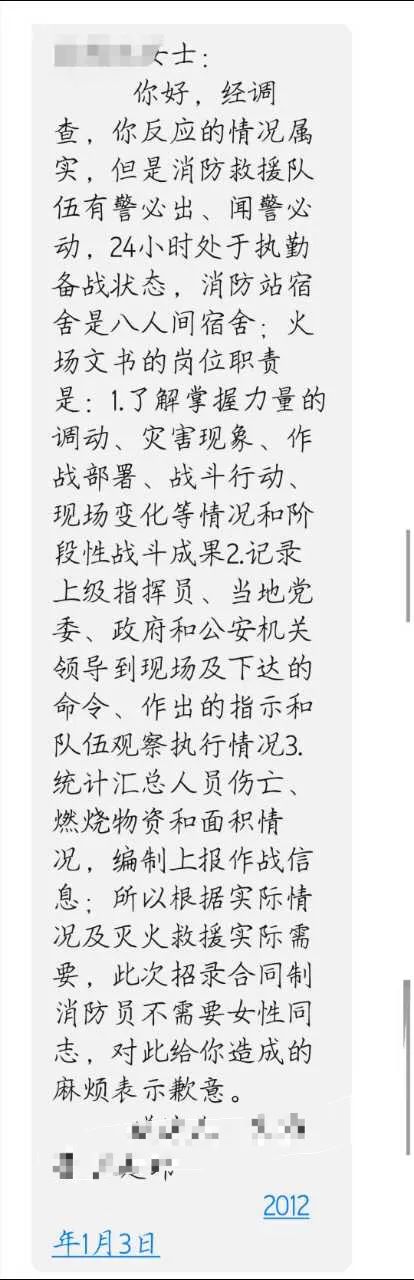 女士：
你好，经调
查，你反应的情况属
实，但是消防救援队
伍有警必出、闻警必
动，24小时处于执勤
备战状态，消防站宿
舍是八人间宿舍；火
场文书的岗位职责
是：1.了解掌握力量的
调动、灾害现象、作
战部署、战斗行动、
现场变化等情况和阶
段性战斗成果2.记录
上级指挥员、当地党
委、政府和公安机关
领导到现场及下达的
命令、作出的指示和
队伍观察执行情况3.
统计汇总人员伤亡、
燃烧物资和面积情
况，编制上报作战信
息；所以根据实际情
况及灭火救援实际需
要，此次招录合同制
消防员不需要女性同
志，对此给你造成的
麻烦表示歉意。
2012
年1月3日